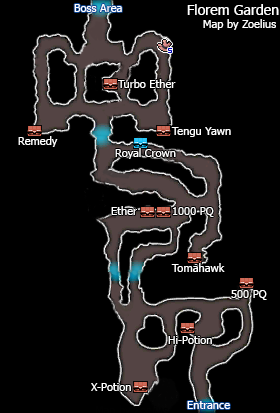 Florem Garden
Map by Zoelius
Boss Area
S
Turbo Ether
Remedy
Tengu Yawn
Royal Crown
Ether
1000 PQ
Tomahawk
500 PQ
Hi-Potion
X-Potion
Entrance